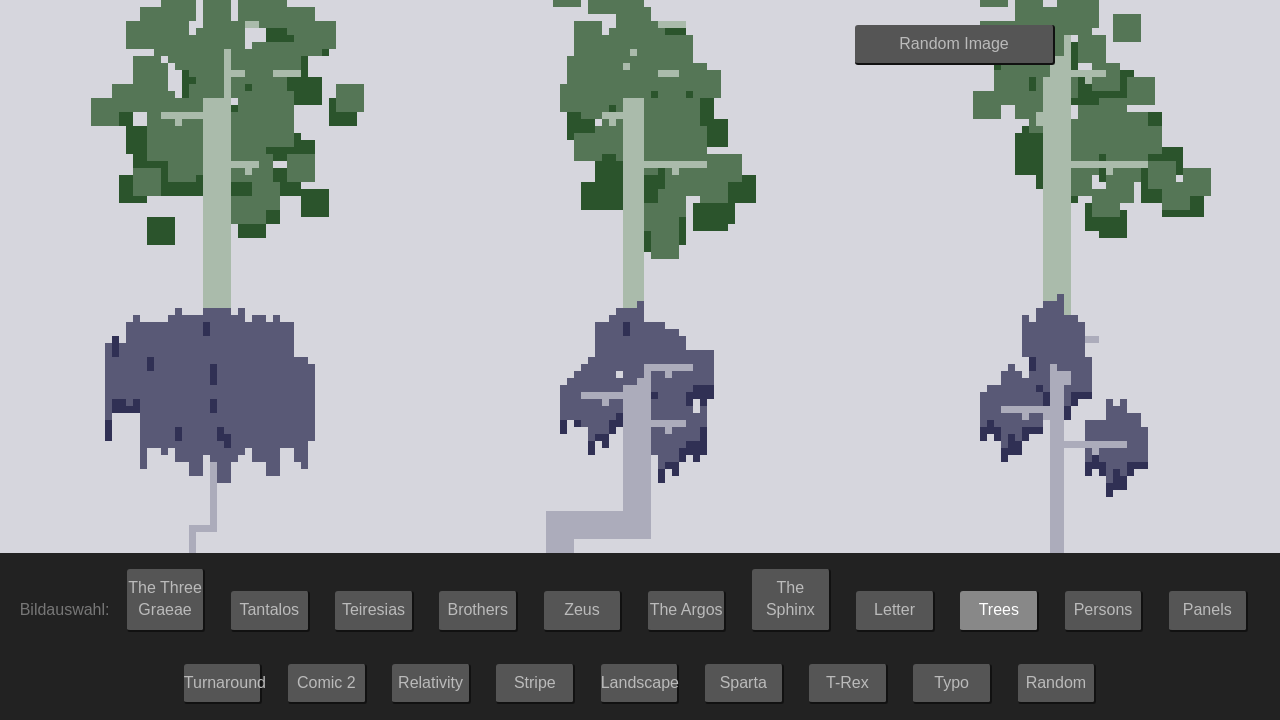 Random Image
Bildauswahl:
The Three
Graeae
Tantalos
Teiresias
Brothers
Zeus
The Argos
The
Sphinx
Letter
Trees
Persons
Panels
Turnaround
Comic 2
Relativity
Stripe
Landscape
Sparta
T-Rex
Typo
Random